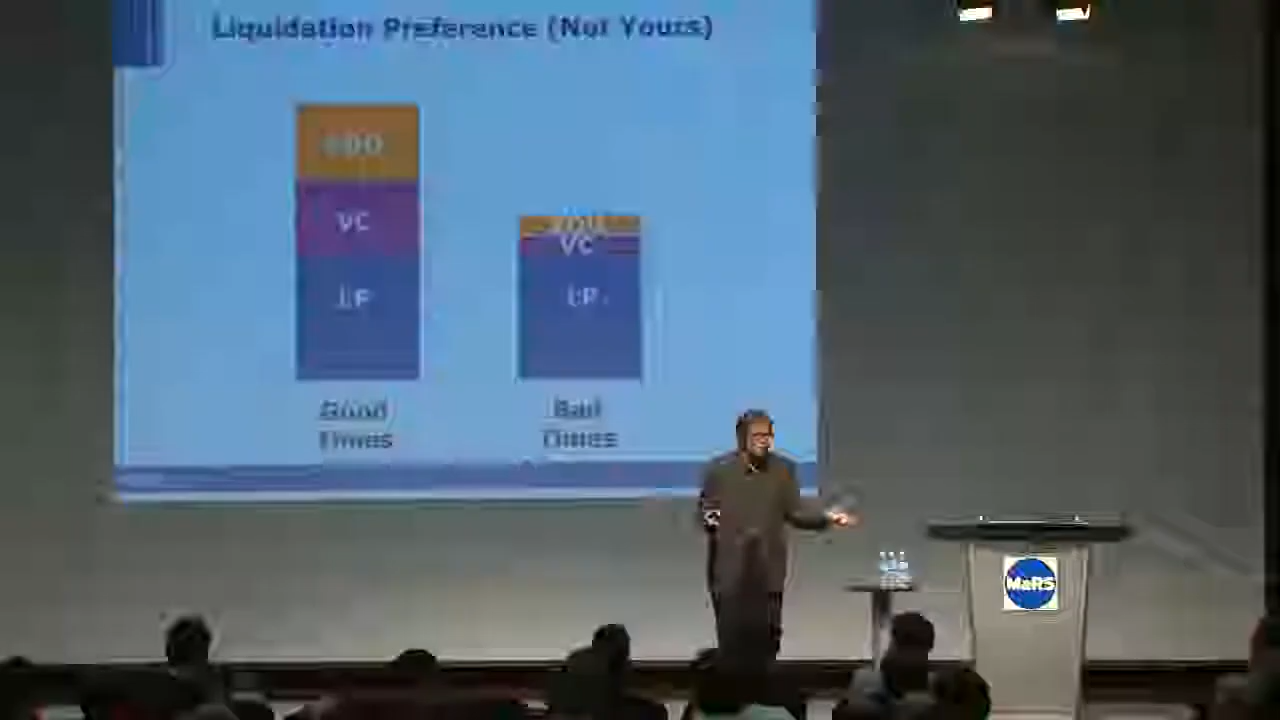 Liquidation Preference (Not Yours)
VC
LP
VC
LP
Good
Times
Bad
Times
MaRS